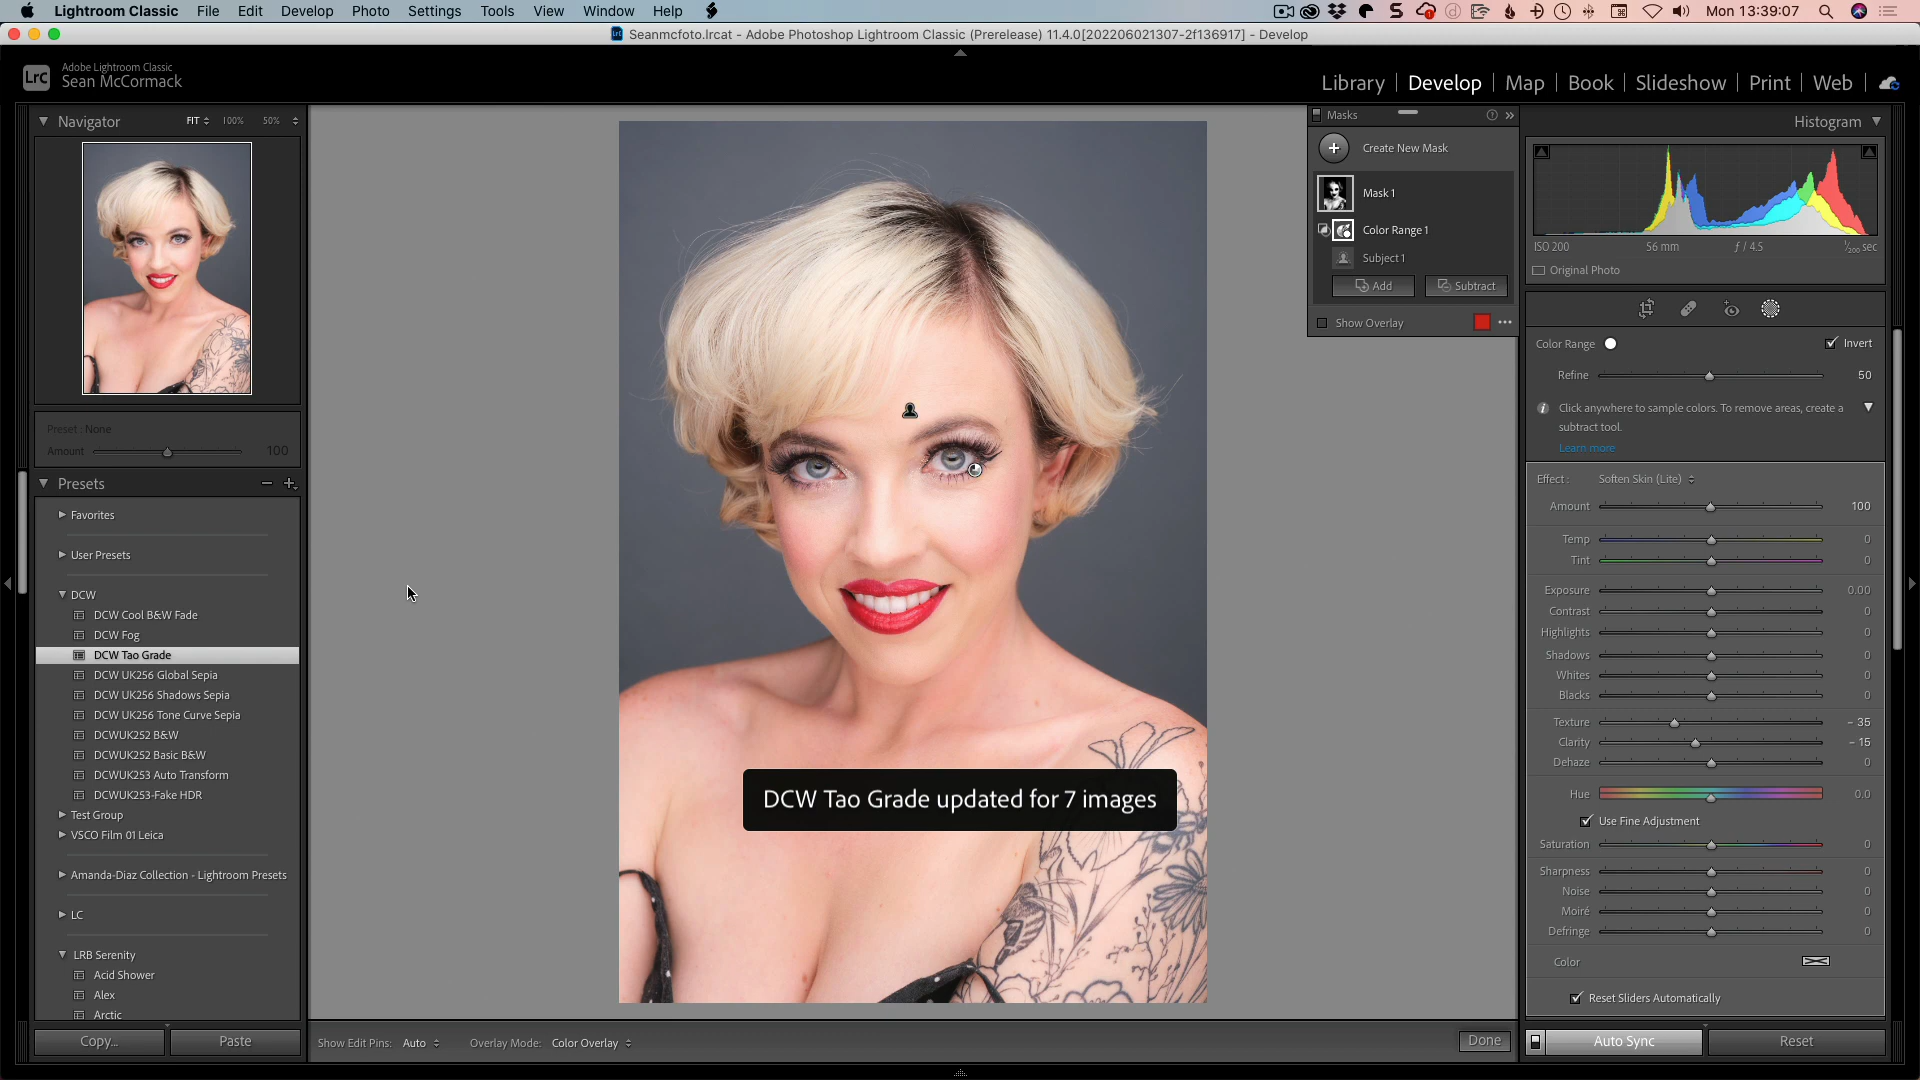 Lightroom Classic File Edit Develop Photo Settings Tools View Window Help Mon 13:39:07
Seanmcfoto.lrcat - Adobe Photoshop Lightroom Classic (Prerelease) 11.4.0[202206021307-2f136917] - Develop
LrC
Adobe Lightroom Classic
Sean McCormack
Library | Develop | Map | Book | Slideshow | Print | Web
Navigator FIT 100% 50%
Preset : None
Amount 100
Presets
Favorites
User Presets
DCW
DCW Cool B&W Fade
DCW Fog
DCW Tao Grade
DCW UK256 Global Sepia
DCW UK256 Shadows Sepia
DCW UK256 Tone Curve Sepia
DCWUK252 B&W
DCWUK252 Basic B&W
DCWUK253 Auto Transform
DCWUK253-Fake HDR
Test Group
VSCO Film 01 Leica
Amanda-Diaz Collection - Lightroom Presets
LC
LRB Serenity
Acid Shower
Alex
Arctic
Copy... Paste
DCW Tao Grade updated for 7 images
Show Edit Pins: Auto Overlay Mode: Color Overlay Done
Masks
Create New Mask
Mask 1
Color Range 1
Subject 1
Add Subtract
Show Overlay
Histogram
ISO 200 56 mm ƒ / 4.5 1/200 sec
Original Photo
Color Range Invert
Refine 50
Click anywhere to sample colors. To remove areas, create a
subtract tool.
Learn more
Effect : Soften Skin (Lite)
Amount 100
Temp 0
Tint 0
Exposure 0.00
Contrast 0
Highlights 0
Shadows 0
Whites 0
Blacks 0
Texture – 35
Clarity – 15
Dehaze 0
Hue 0.0
Use Fine Adjustment
Saturation 0
Sharpness 0
Noise 0
Moiré 0
Defringe 0
Color
Reset Sliders Automatically
Auto Sync Reset